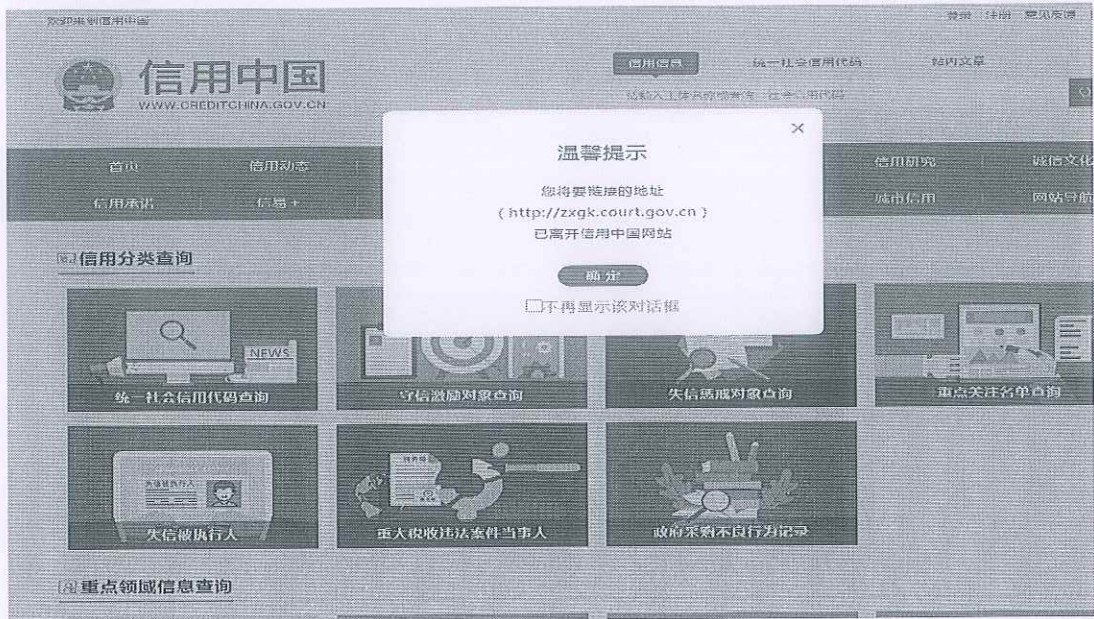 欢迎来到信用中国
登录 注册 意见反馈
信用中国
WWW.CREDITCHINA.GOV.CN
信用信息 统一社会信用代码 站内文章
首页 信用动态 信用研究 诚信文化
信用承诺 信易+ 城市信用 网站导航
温馨提示
您将要链接的地址
( http://zxgk.court.gov.cn )
已离开信用中国网站
确定
不再显示该对话框
信用分类查询
NEWS
统一社会信用代码查询 守信激励对象查询 失信惩戒对象查询 重点关注名单查询
失信被执行人
失信被执行人 重大税收违法案件当事人 政府采购不良行为记录
重点领域信息查询